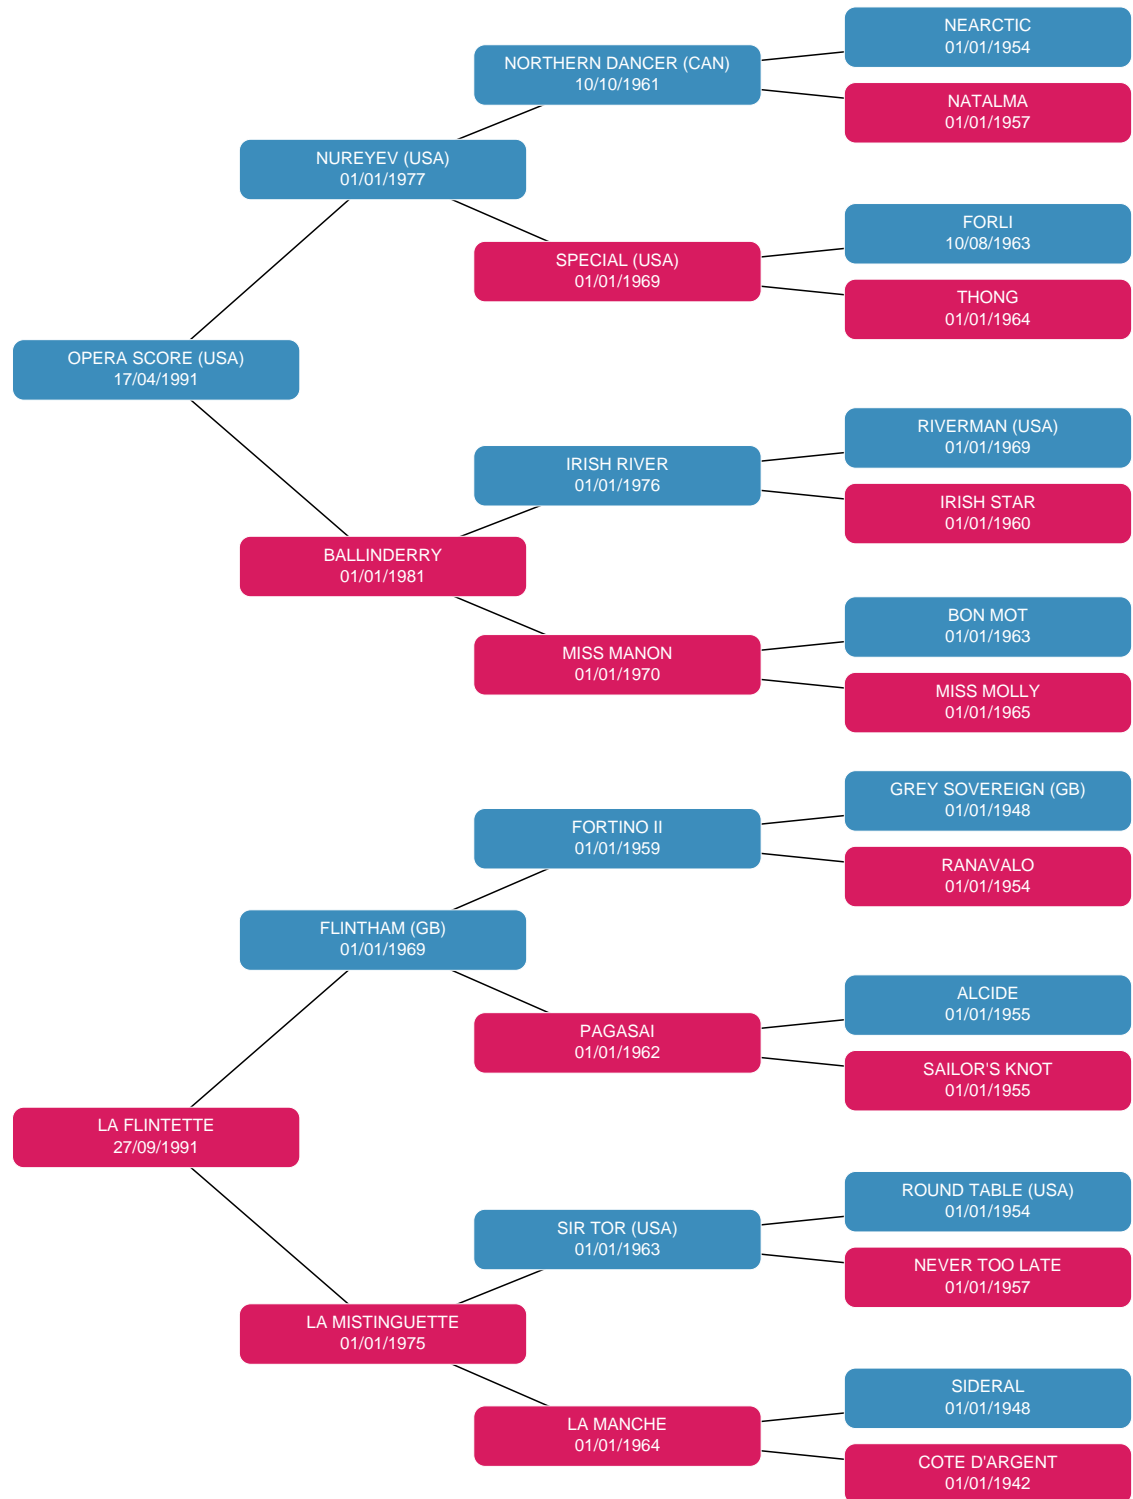 NEARCTIC
01/01/1954
NORTHERN DANCER (CAN)
10/10/1961
NATALMA
01/01/1957
NUREYEV (USA)
01/01/1977
FORLI
10/08/1963
SPECIAL (USA)
01/01/1969
THONG
01/01/1964
OPERA SCORE (USA)
17/04/1991
RIVERMAN (USA)
01/01/1969
IRISH RIVER
01/01/1976
IRISH STAR
01/01/1960
BALLINDERRY
01/01/1981
BON MOT
01/01/1963
MISS MANON
01/01/1970
MISS MOLLY
01/01/1965
GREY SOVEREIGN (GB)
01/01/1948
FORTINO II
01/01/1959
RANAVALO
01/01/1954
FLINTHAM (GB)
01/01/1969
ALCIDE
01/01/1955
PAGASAI
01/01/1962
SAILOR'S KNOT
01/01/1955
LA FLINTETTE
27/09/1991
ROUND TABLE (USA)
01/01/1954
SIR TOR (USA)
01/01/1963
NEVER TOO LATE
01/01/1957
LA MISTINGUETTE
01/01/1975
SIDERAL
01/01/1948
LA MANCHE
01/01/1964
COTE D'ARGENT
01/01/1942